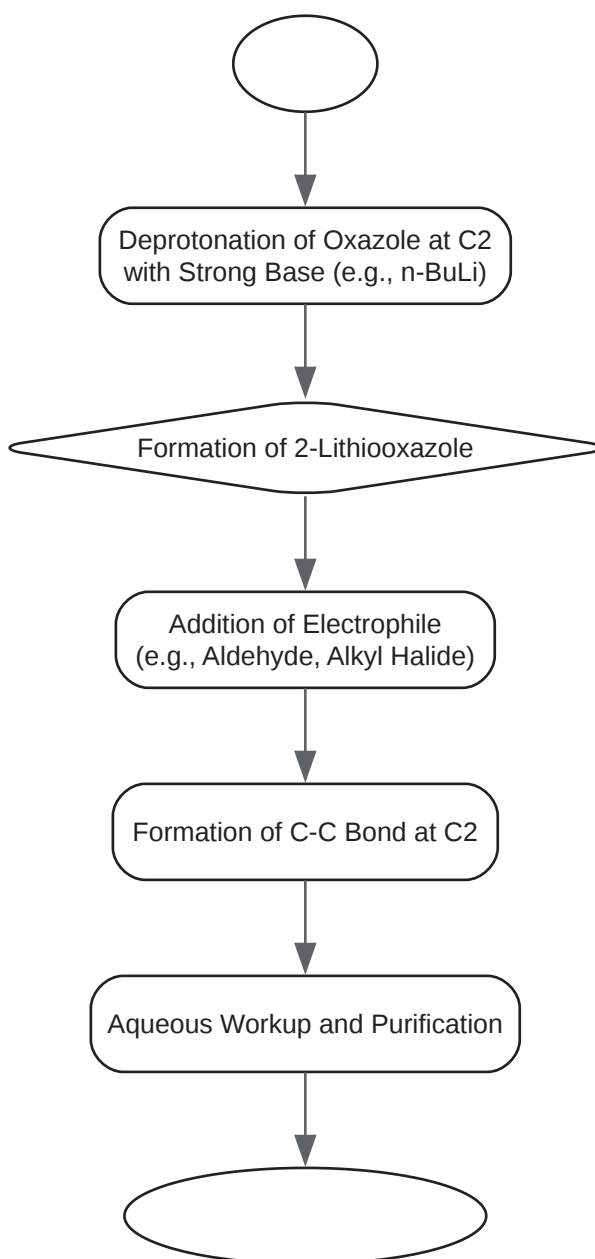 Deprotonation of Oxazole at C2
with Strong Base (e.g., n-BuLi)
Formation of 2-Lithiooxazole
Addition of Electrophile
(e.g., Aldehyde, Alkyl Halide)
Formation of C-C Bond at C2
Aqueous Workup and Purification